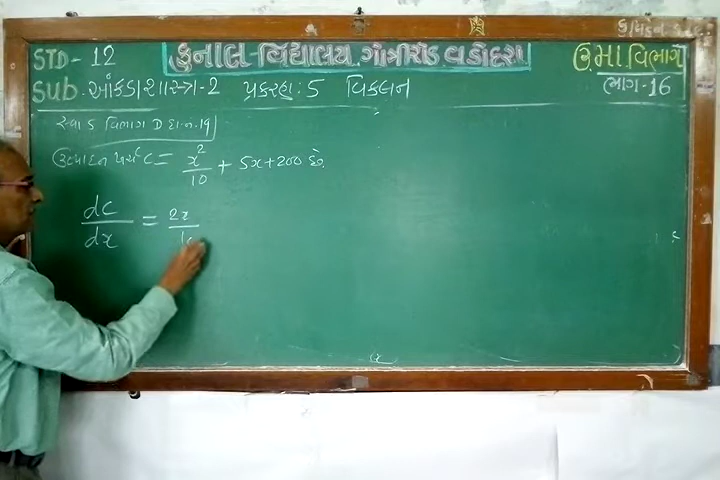 STD - 12 કુનાલ-વિદ્યાલય. ગોત્રીરોડ વડોદરા ઉ.મા વિભાગ
Sub. આંકડાશાસ્ત્ર-2 પ્રકરણ: 5 વિકલન ભાગ-16
સ્વા 5 વિભાગ D દા.ન.19
ઉત્પાદન ખર્ચ C = x²/10 + 5x+200 છે.
dc/dx = 2x/10